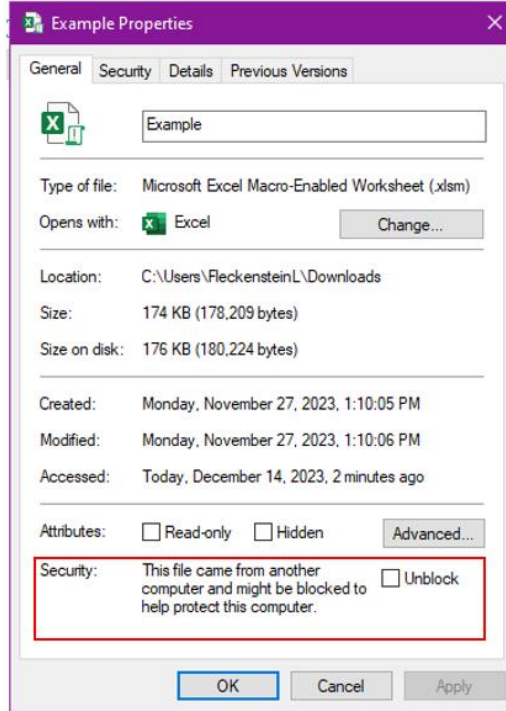 Example Properties
General Security Details Previous Versions
Example
Type of file: Microsoft Excel Macro-Enabled Worksheet (.xlsm)
Opens with: Excel Change...
Location: C:\Users\FleckensteinL\Downloads
Size: 174 KB (178,209 bytes)
Size on disk: 176 KB (180,224 bytes)
Created: Monday, November 27, 2023, 1:10:05 PM
Modified: Monday, November 27, 2023, 1:10:06 PM
Accessed: Today, December 14, 2023, 2 minutes ago
Attributes: Read-only Hidden Advanced...
Security: This file came from another
computer and might be blocked to Unblock
help protect this computer.
OK Cancel Apply